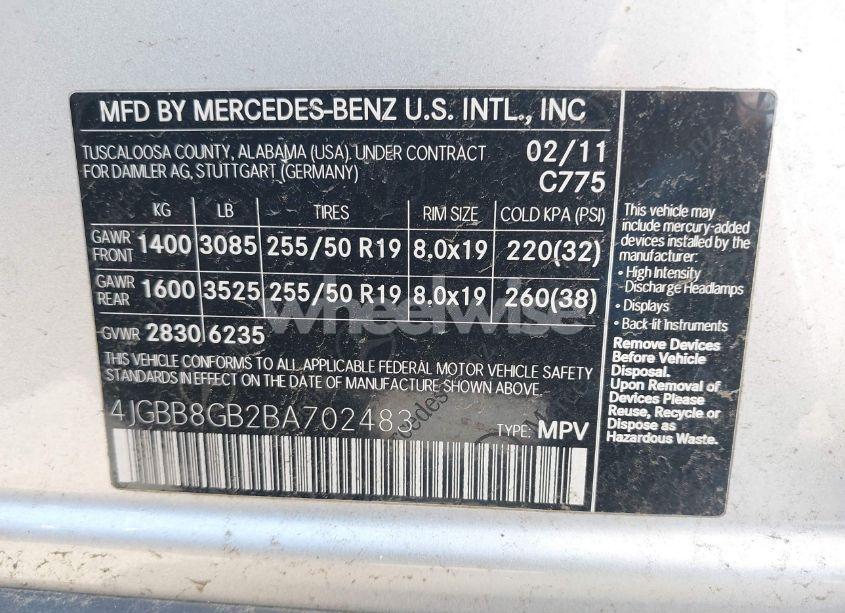 MFD BY MERCEDES-BENZ U.S. INTL., INC
TUSCALOOSA COUNTY, ALABAMA (USA). UNDER CONTRACT
FOR DAIMLER AG, STUTTGART (GERMANY)
02/11
C775
KG LB TIRES RIM SIZE COLD KPA (PSI)
GAWR FRONT 1400 3085 255/50 R19 8.0x19 220(32)
GAWR REAR 1600 3525 255/50 R19 8.0x19 260(38)
GVWR 2830 6235
THIS VEHICLE CONFORMS TO ALL APPLICABLE FEDERAL MOTOR VEHICLE SAFETY
STANDARDS IN EFFECT ON THE DATE OF MANUFACTURE SHOWN ABOVE.
4JGBB8GB2BA702483
TYPE: MPV
This vehicle may
include mercury-added
devices installed by the
manufacturer:
• High Intensity
-Discharge Headlamps
• Displays
• Back-lit Instruments
Remove Devices
Before Vehicle
Disposal.
Upon Removal of
Devices Please
Reuse, Recycle or
Dispose as
Hazardous Waste.
wheelwise